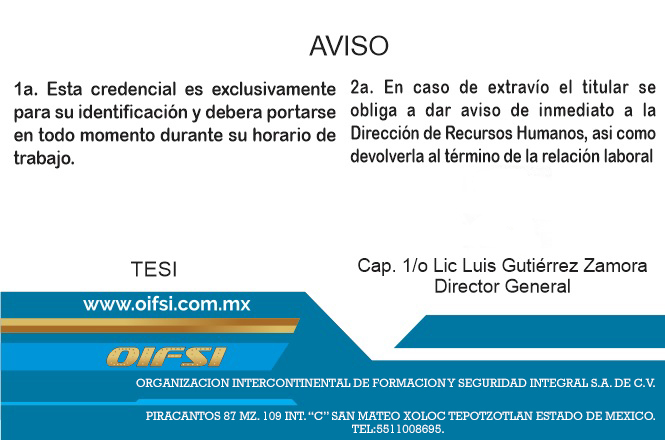 AVISO
1a. Esta credencial es exclusivamente
para su identificación y debera portarse
en todo momento durante su horario de
trabajo.
2a. En caso de extravío el titular se
obliga a dar aviso de inmediato a la
Dirección de Recursos Humanos, asi como
devolverla al término de la relación laboral
TESI
Cap. 1/o Lic Luis Gutiérrez Zamora
Director General
www.oifsi.com.mx
OIFSI
ORGANIZACION INTERCONTINENTAL DE FORMACION Y SEGURIDAD INTEGRAL S.A. DE C.V.
PIRACANTOS 87 MZ. 109 INT. “C” SAN MATEO XOLOC TEPOTZOTLAN ESTADO DE MEXICO.
TEL:5511008695.